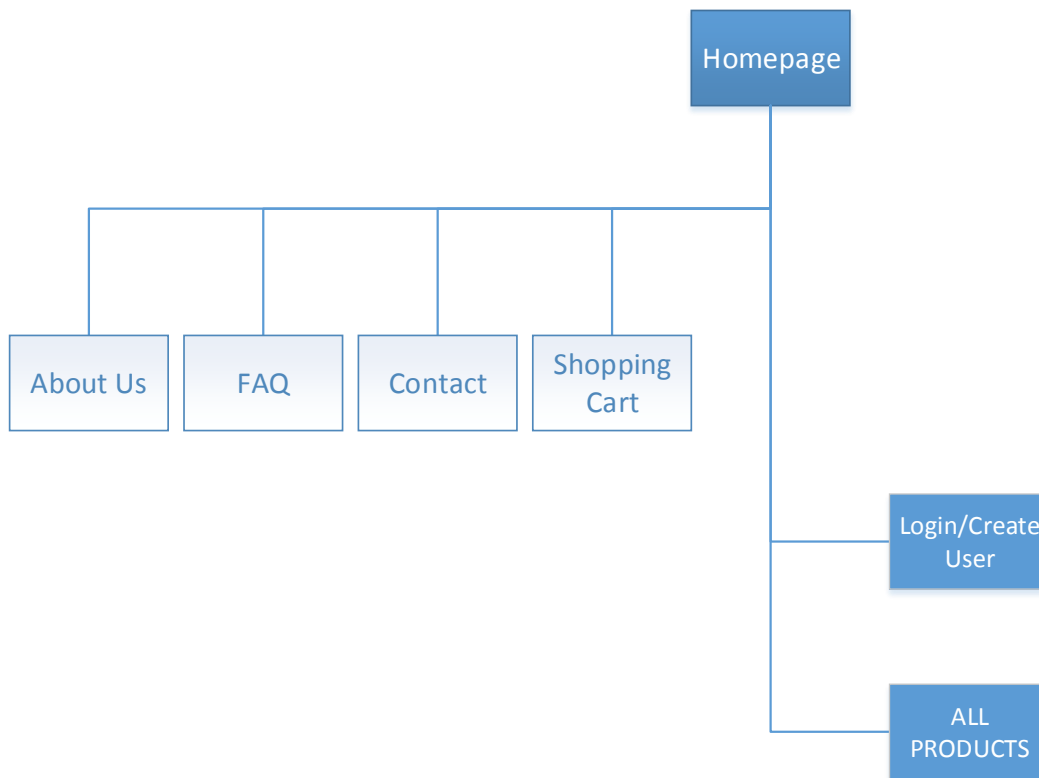 Homepage
About Us
FAQ
Contact
Shopping
Cart
Login/Create
User
ALL
PRODUCTS